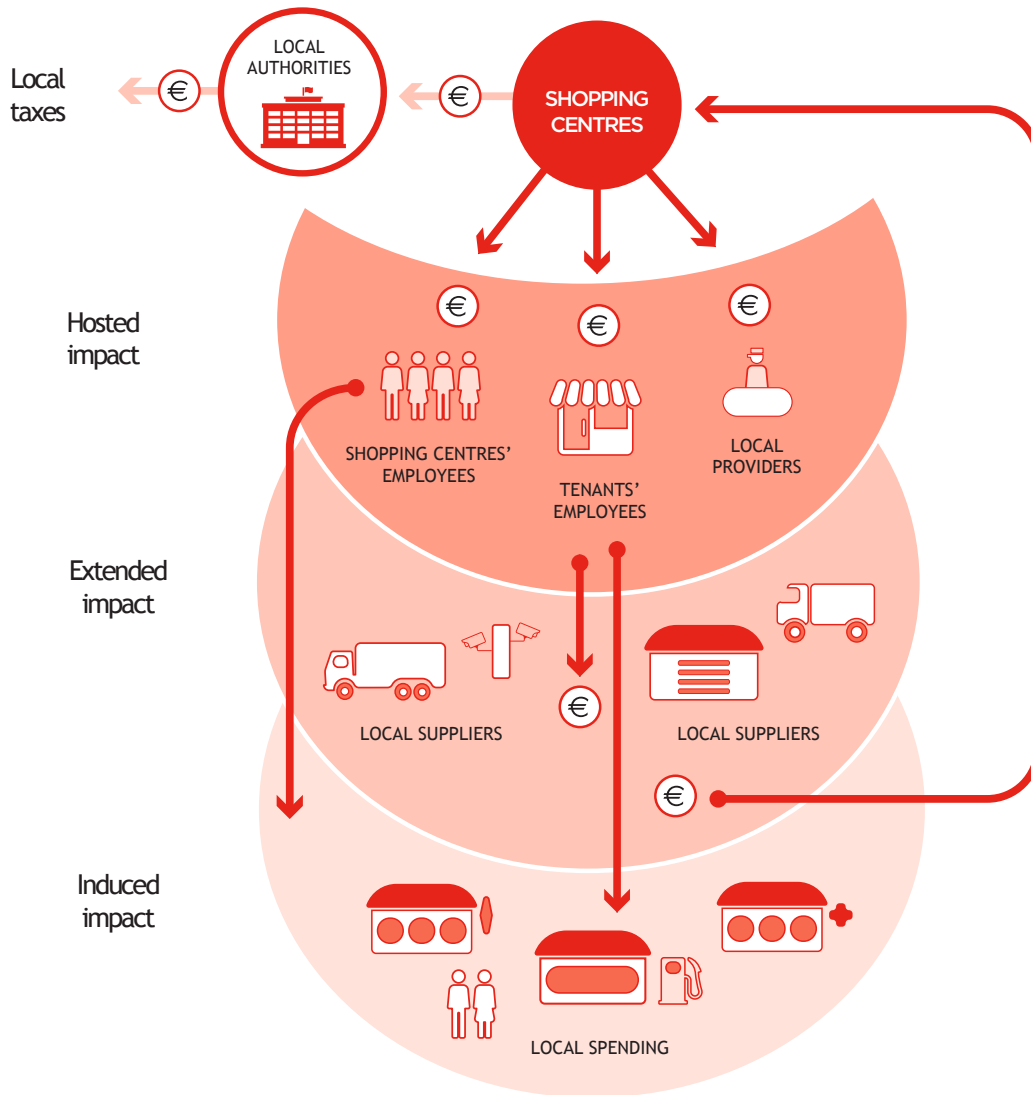 Local
taxes
€
LOCAL
AUTHORITIES
€
SHOPPING
CENTRES
Hosted
impact
€
€
€
SHOPPING CENTRES’
EMPLOYEES
TENANTS’
EMPLOYEES
LOCAL
PROVIDERS
Extended
impact
LOCAL SUPPLIERS
€
LOCAL SUPPLIERS
€
Induced
impact
LOCAL SPENDING